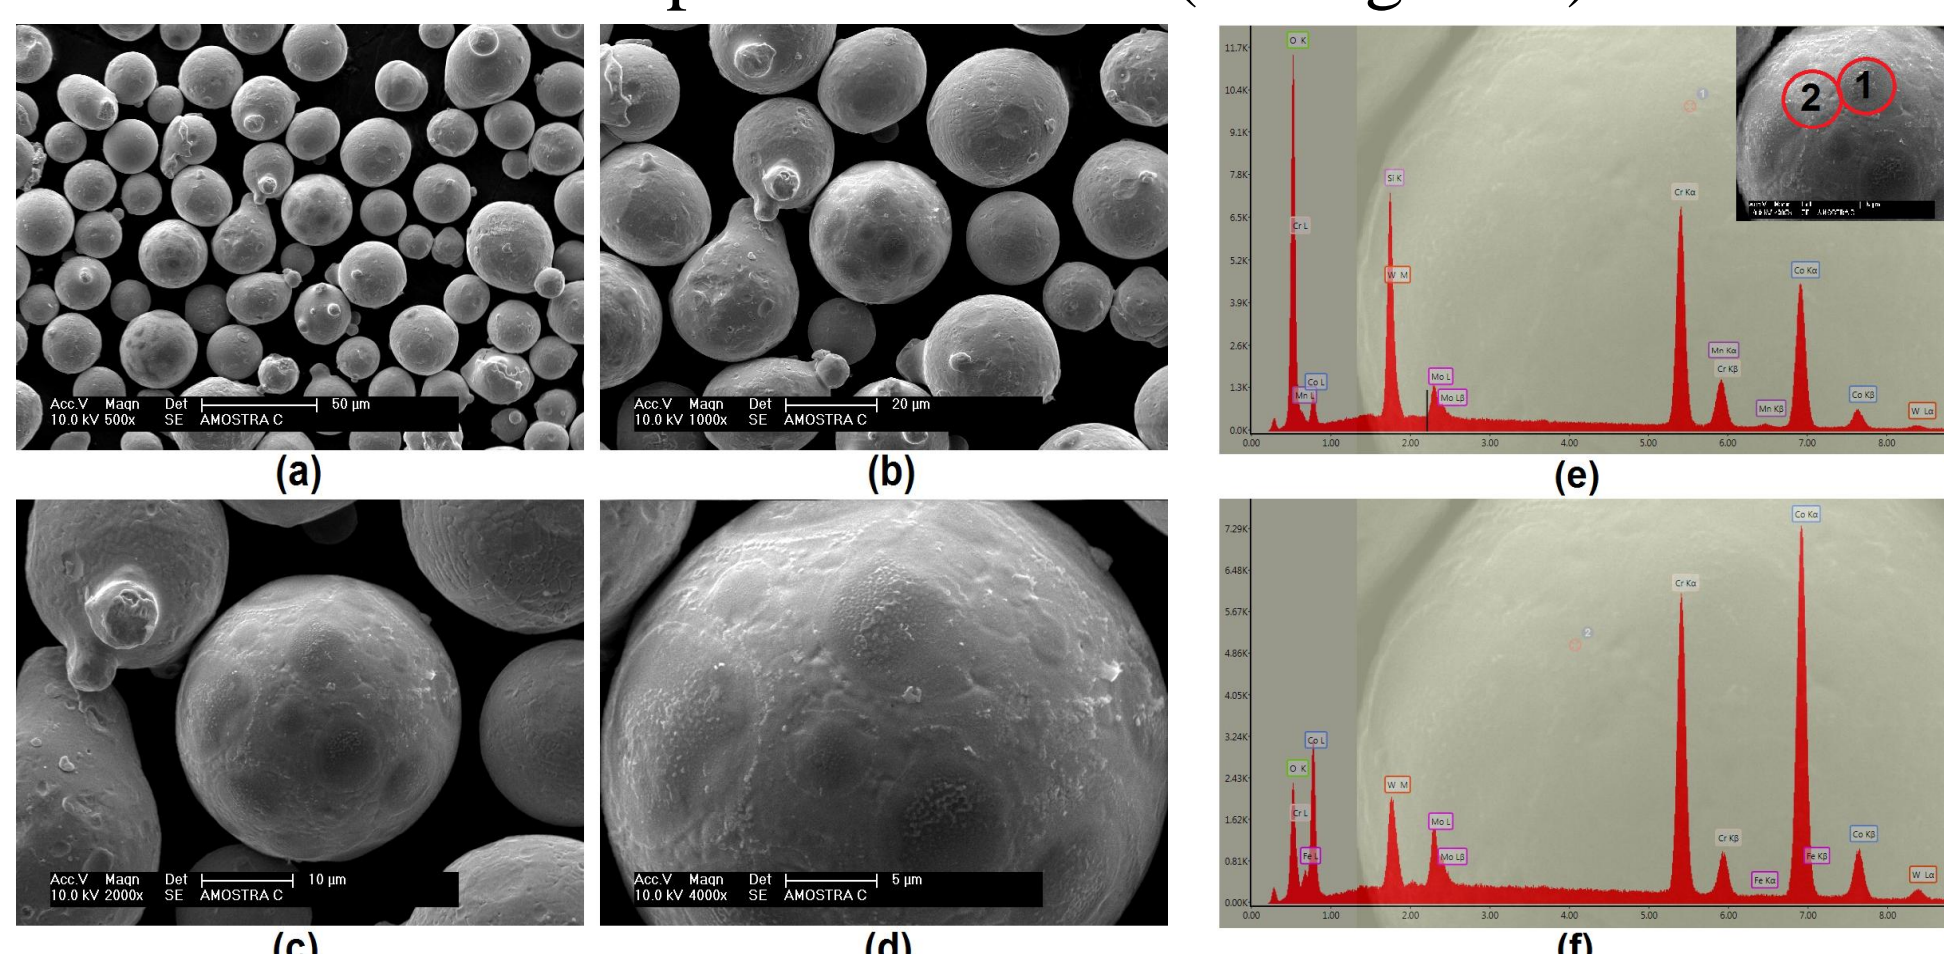 Acc.V Magn Det 50 µm
10.0 kV 500x SE AMOSTRA C
(a)
Acc.V Magn Det 20 µm
10.0 kV 1000x SE AMOSTRA C
(b)
Acc.V Magn Det 10 µm
10.0 kV 2000x SE AMOSTRA C
(c)
Acc.V Magn Det 5 µm
10.0 kV 4000x SE AMOSTRA C
(d)
11.7K
10.4K
9.1K
7.8K
6.5K
5.2K
3.9K
2.6K
1.3K
0.0K
O K
Cr L
Mn L
Co L
Si K
W M
Mo L
Mo Lβ
Cr Kα
Mn Kα
Cr Kβ
Mn Kβ
Co Kα
Co Kβ
W Lα
1
2
1
0.00 1.00 2.00 3.00 4.00 5.00 6.00 7.00 8.00
(e)
7.29K
6.48K
5.67K
4.86K
4.05K
3.24K
2.43K
1.62K
0.81K
0.00K
Co L
O K
Cr L
Fe L
W M
Mo L
Mo Lβ
2
Cr Kα
Cr Kβ
Fe Kα
Co Kα
Fe Kβ
Co Kβ
W Lα
0.00 1.00 2.00 3.00 4.00 5.00 6.00 7.00 8.00
(f)